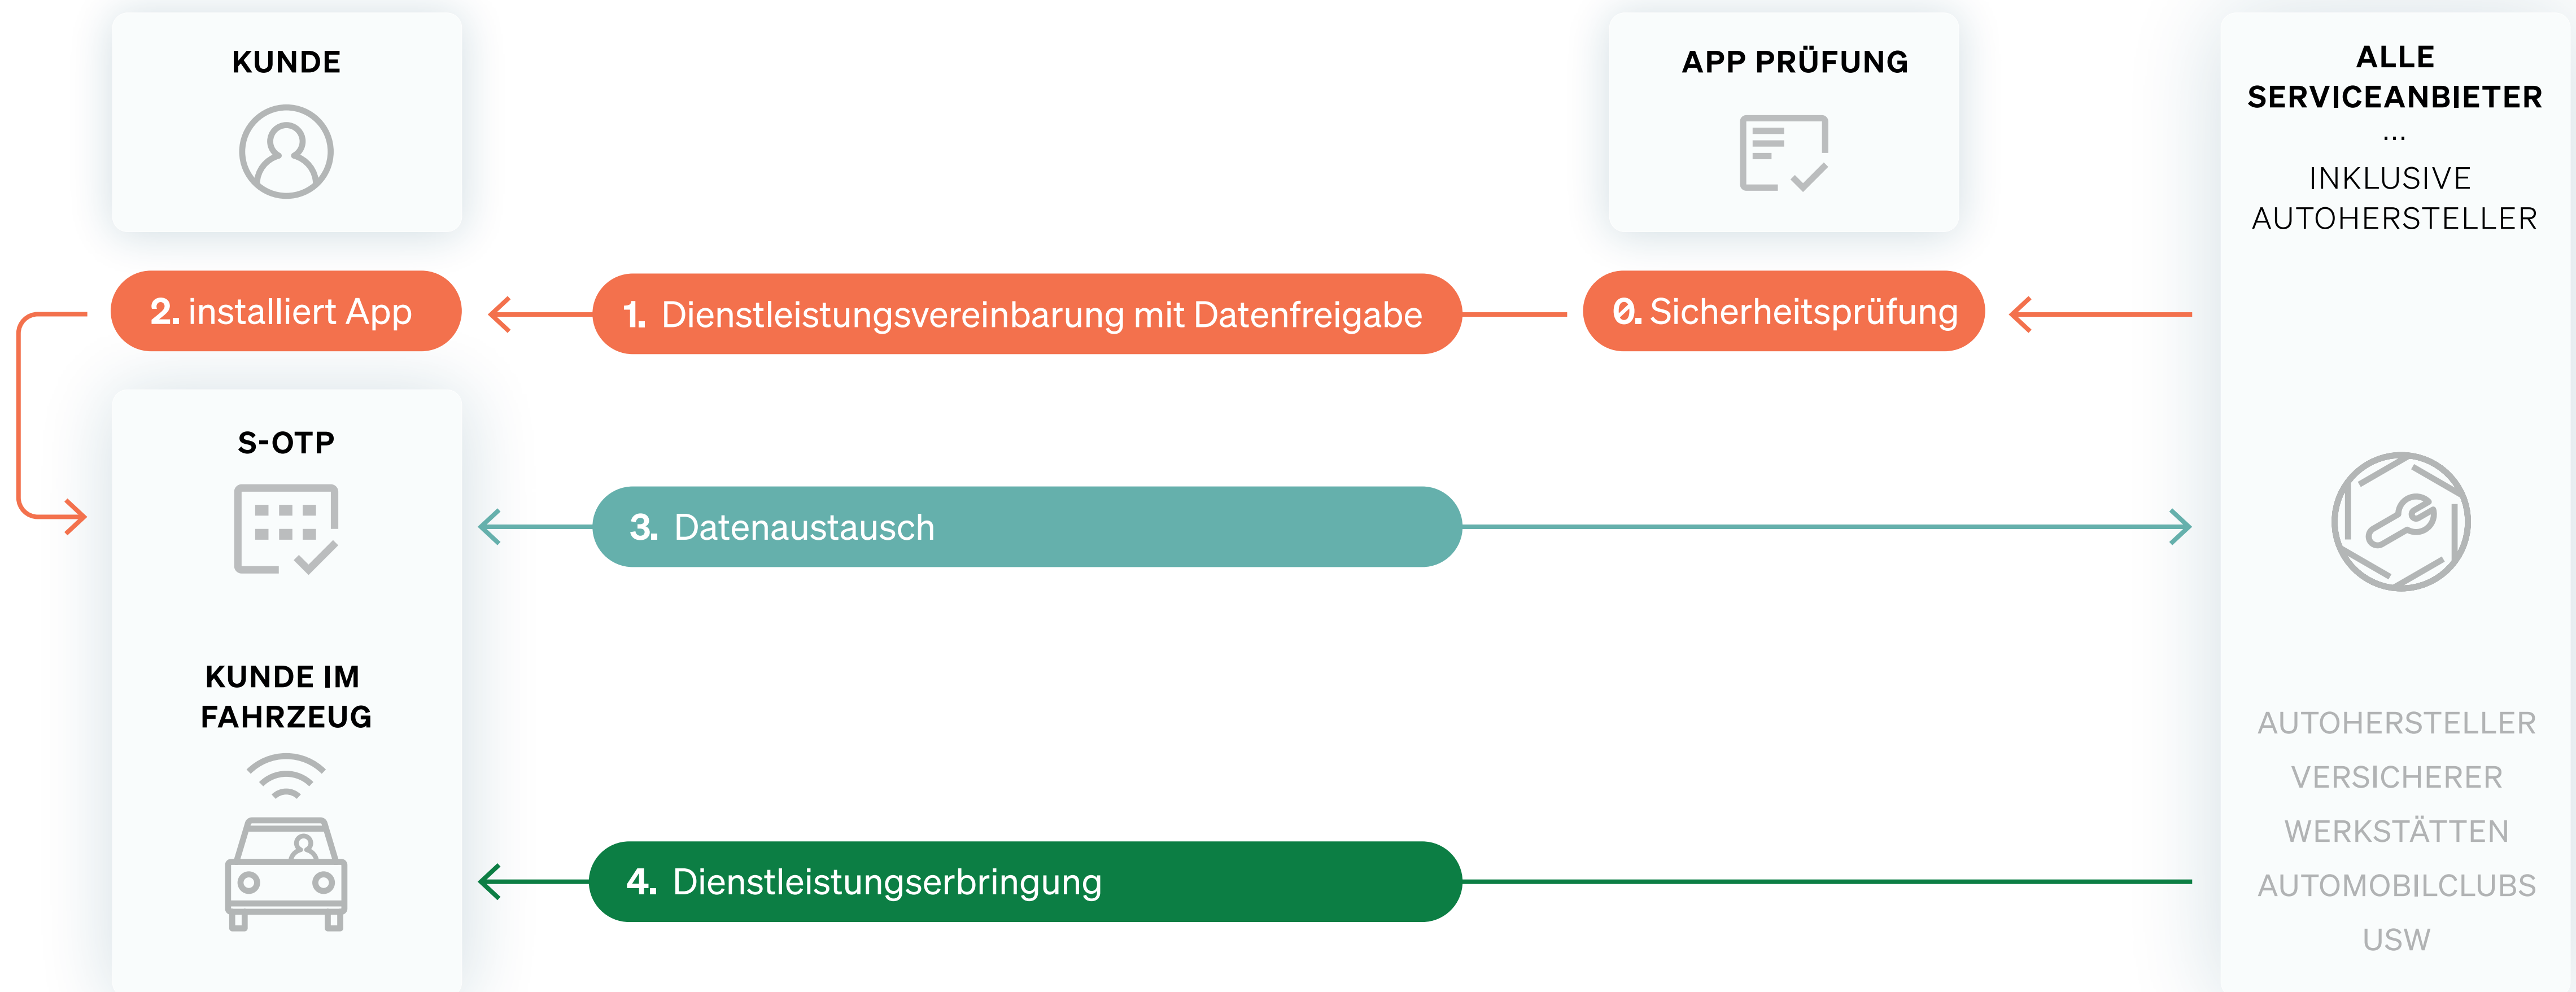 KUNDE
APP PRÜFUNG
ALLE
SERVICEANBIETER
...
INKLUSIVE
AUTOHERSTELLER
2. installiert App
1. Dienstleistungsvereinbarung mit Datenfreigabe
0. Sicherheitsprüfung
S-OTP
3. Datenaustausch
KUNDE IM
FAHRZEUG
4. Dienstleistungserbringung
AUTOHERSTELLER
VERSICHERER
WERKSTÄTTEN
AUTOMOBILCLUBS
USW